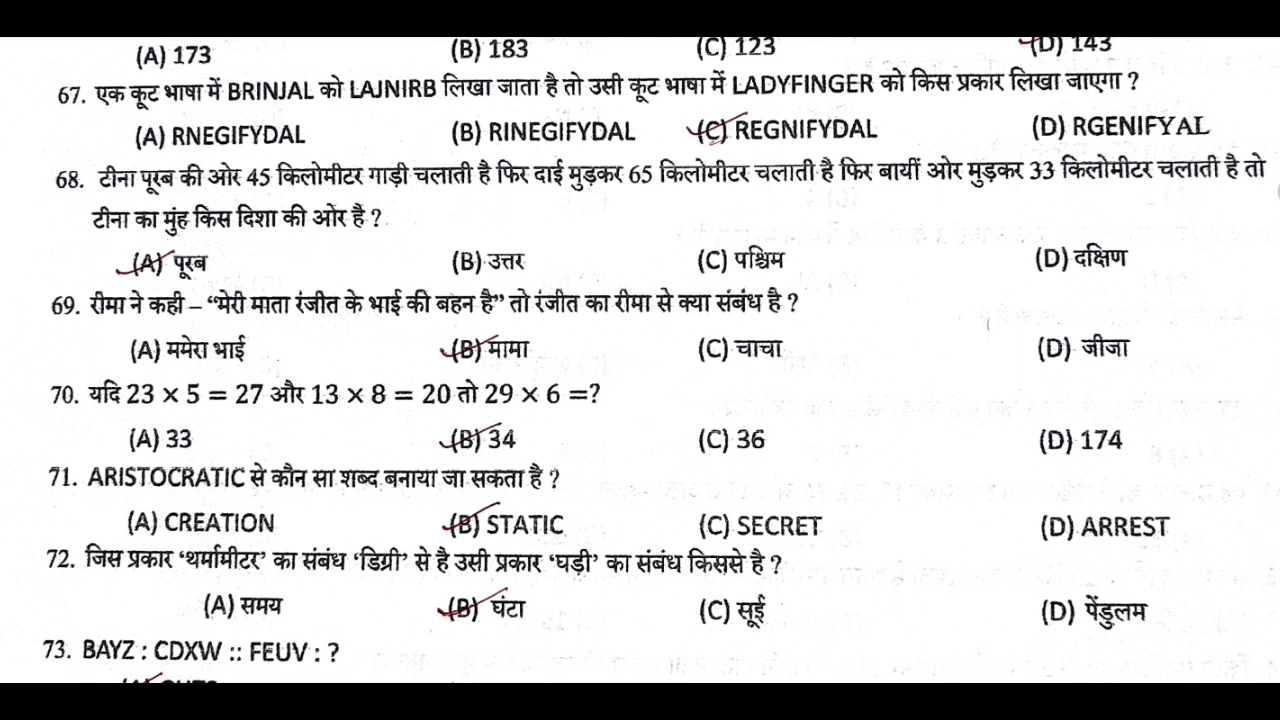 (A) 173 (B) 183 (C) 123 (D) 143
67. एक कूट भाषा में BRINJAL को LAJNIRB लिखा जाता है तो उसी कूट भाषा में LADYFINGER को किस प्रकार लिखा जाएगा ?
(A) RNEGIFYDAL (B) RINEGIFYDAL (C) REGNIFYDAL (D) RGENIFYAL
68. टीना पूरब की ओर 45 किलोमीटर गाड़ी चलाती है फिर दाई मुड़कर 65 किलोमीटर चलाती है फिर बायीं ओर मुड़कर 33 किलोमीटर चलाती है तो
टीना का मुंह किस दिशा की ओर हैं ?
(A) पूरब (B) उत्तर (C) पश्चिम (D) दक्षिण
69. रीमा ने कही – “मेरी माता रंजीत के भाई की बहन है” तो रंजीत का रीमा से क्या संबंध है ?
(A) ममेरा भाई (B) मामा (C) चाचा (D) जीजा
70. यदि 23 × 5 = 27 और 13 × 8 = 20 तो 29 × 6 =?
(A) 33 (B) 34 (C) 36 (D) 174
71. ARISTOCRATIC से कौन सा शब्द बनाया जा सकता है ?
(A) CREATION (B) STATIC (C) SECRET (D) ARREST
72. जिस प्रकार ‘थर्मामीटर’ का संबंध ‘डिग्री’ से है उसी प्रकार ‘घड़ी’ का संबंध किससे है ?
(A) समय (B) घंटा (C) सूई (D) पेंडुलम
73. BAYZ : CDXW :: FEUV : ?